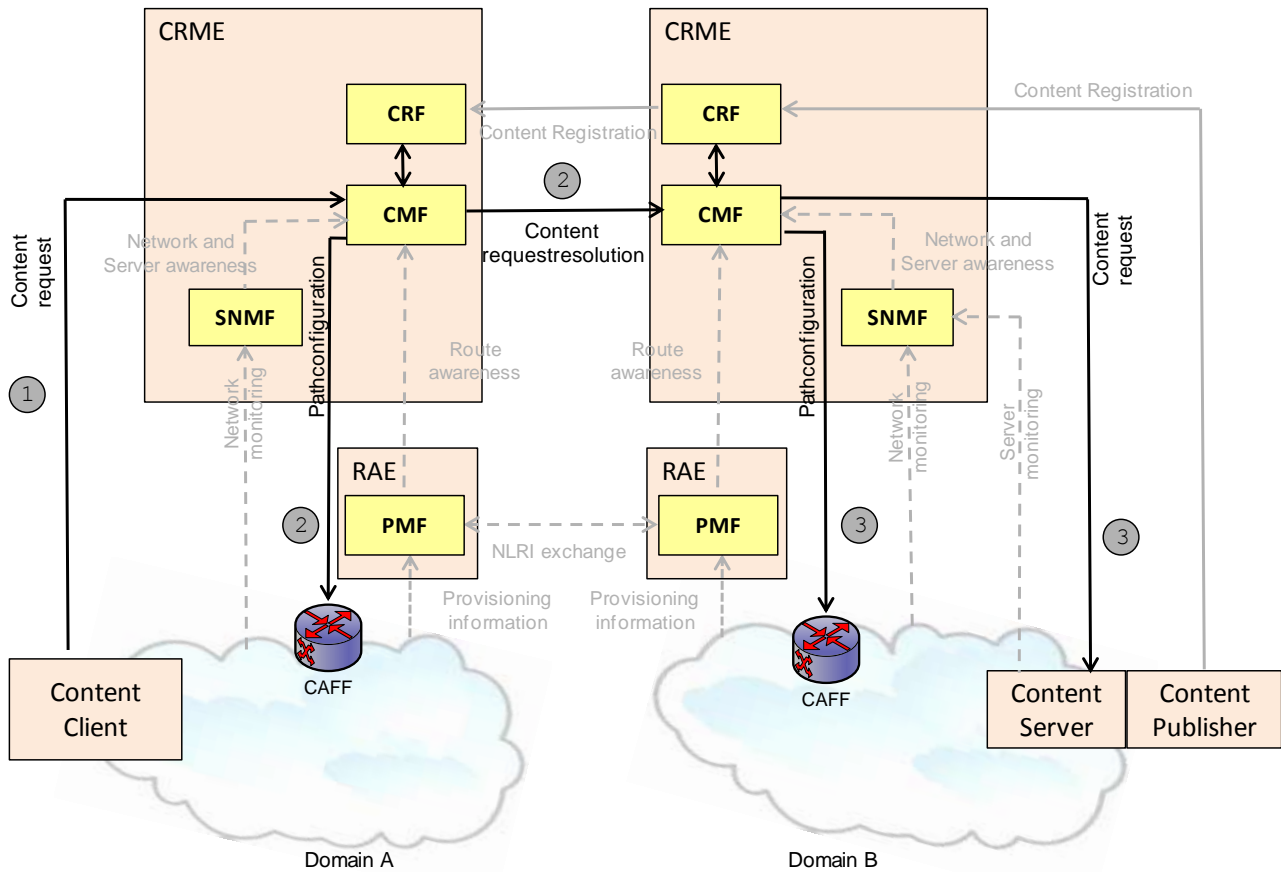 CRME
CRME
CRF
CRF
Content Registration
Content Registration
2
CMF
CMF
Content
requestresolution
Content
request
Network and
Server awareness
Network and
Server awareness
Content
request
SNMF
SNMF
Pathconfiguration
Pathconfiguration
Route
awareness
Route
awareness
1
Network
monitoring
Network
monitoring
Server
monitoring
RAE
RAE
2
PMF
PMF
3
3
NLRI exchange
Provisioning
information
Provisioning
information
CAFF
CAFF
Content
Client
Content
Server
Content
Publisher
Domain A
Domain B